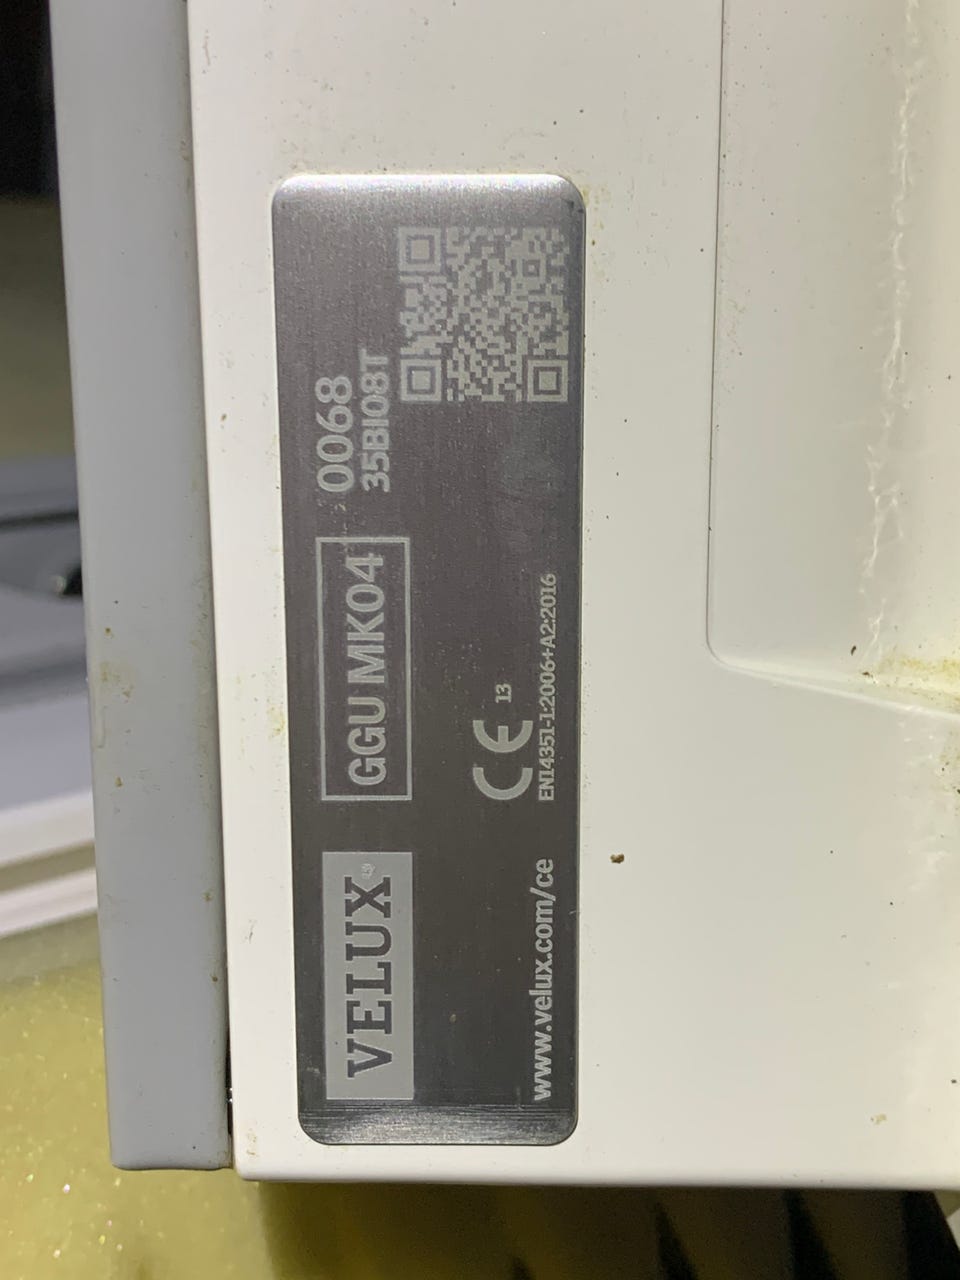 VELUX®
GGU MK04
0068
35BI08T
CE 13
www.velux.com/ce
EN14351-1:2006+A2:2016